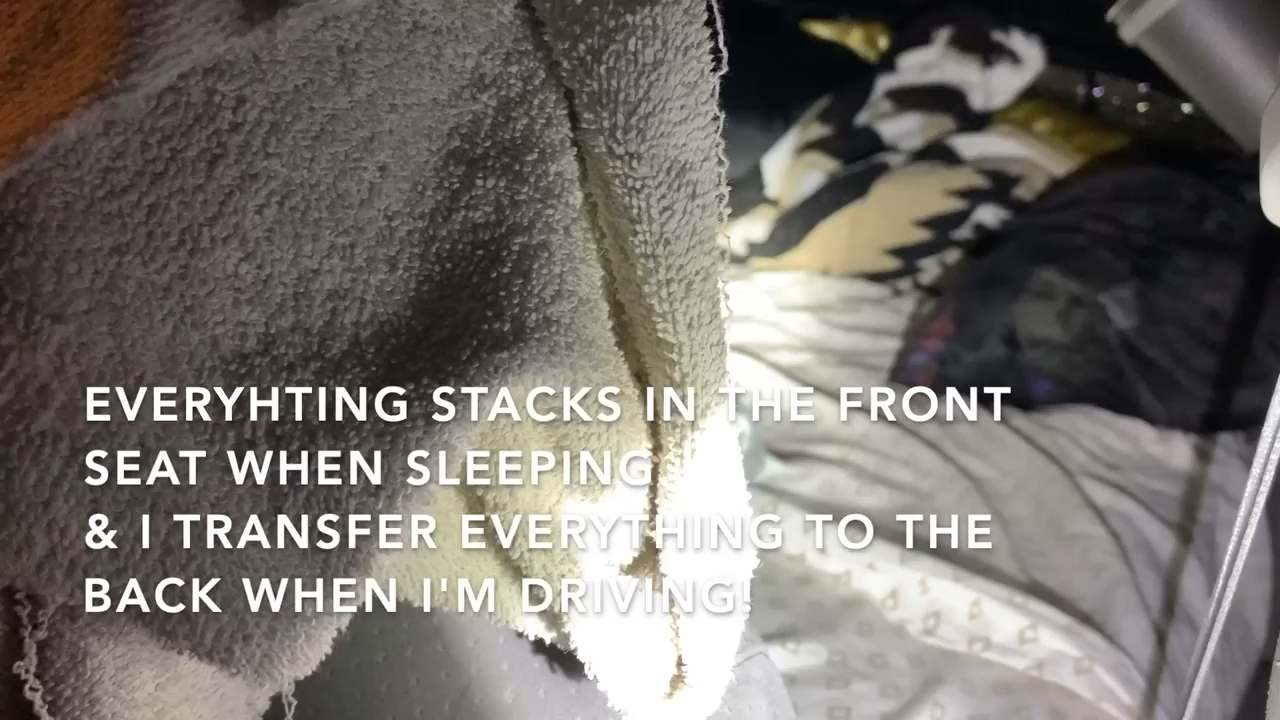 EVERYHTING STACKS IN THE FRONT
SEAT WHEN SLEEPING
& I TRANSFER EVERYTHING TO THE
BACK WHEN I'M DRIVING!